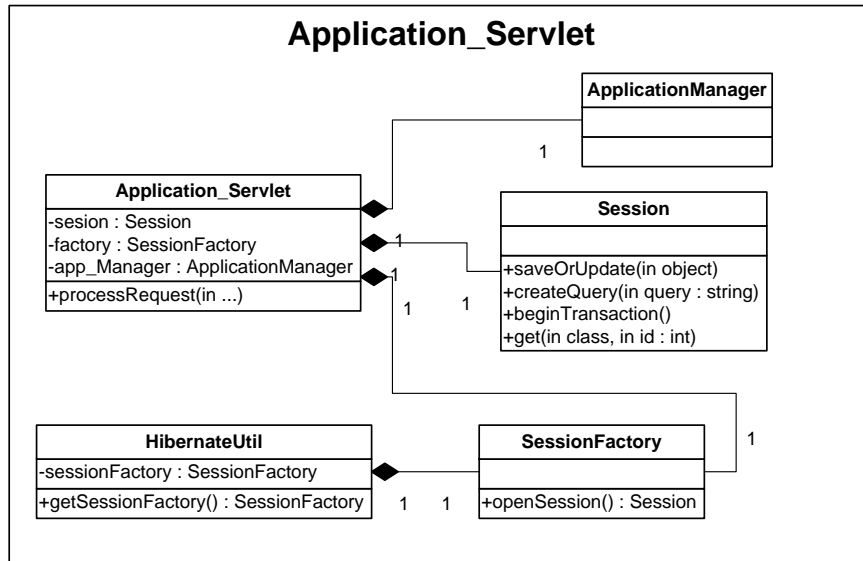 Application_Servlet
ApplicationManager
1
Application_Servlet
-sesion : Session
-factory : SessionFactory
-app_Manager : ApplicationManager
+processRequest(in ...)
1
1
1
Session
+saveOrUpdate(in object)
+createQuery(in query : string)
+beginTransaction()
+get(in class, in id : int)
1
HibernateUtil
-sessionFactory : SessionFactory
+getSessionFactory() : SessionFactory
1
1
SessionFactory
+openSession() : Session
1